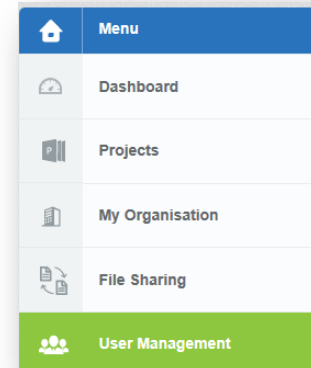 Menu
Dashboard
P
Projects
My Organisation
File Sharing
User Management